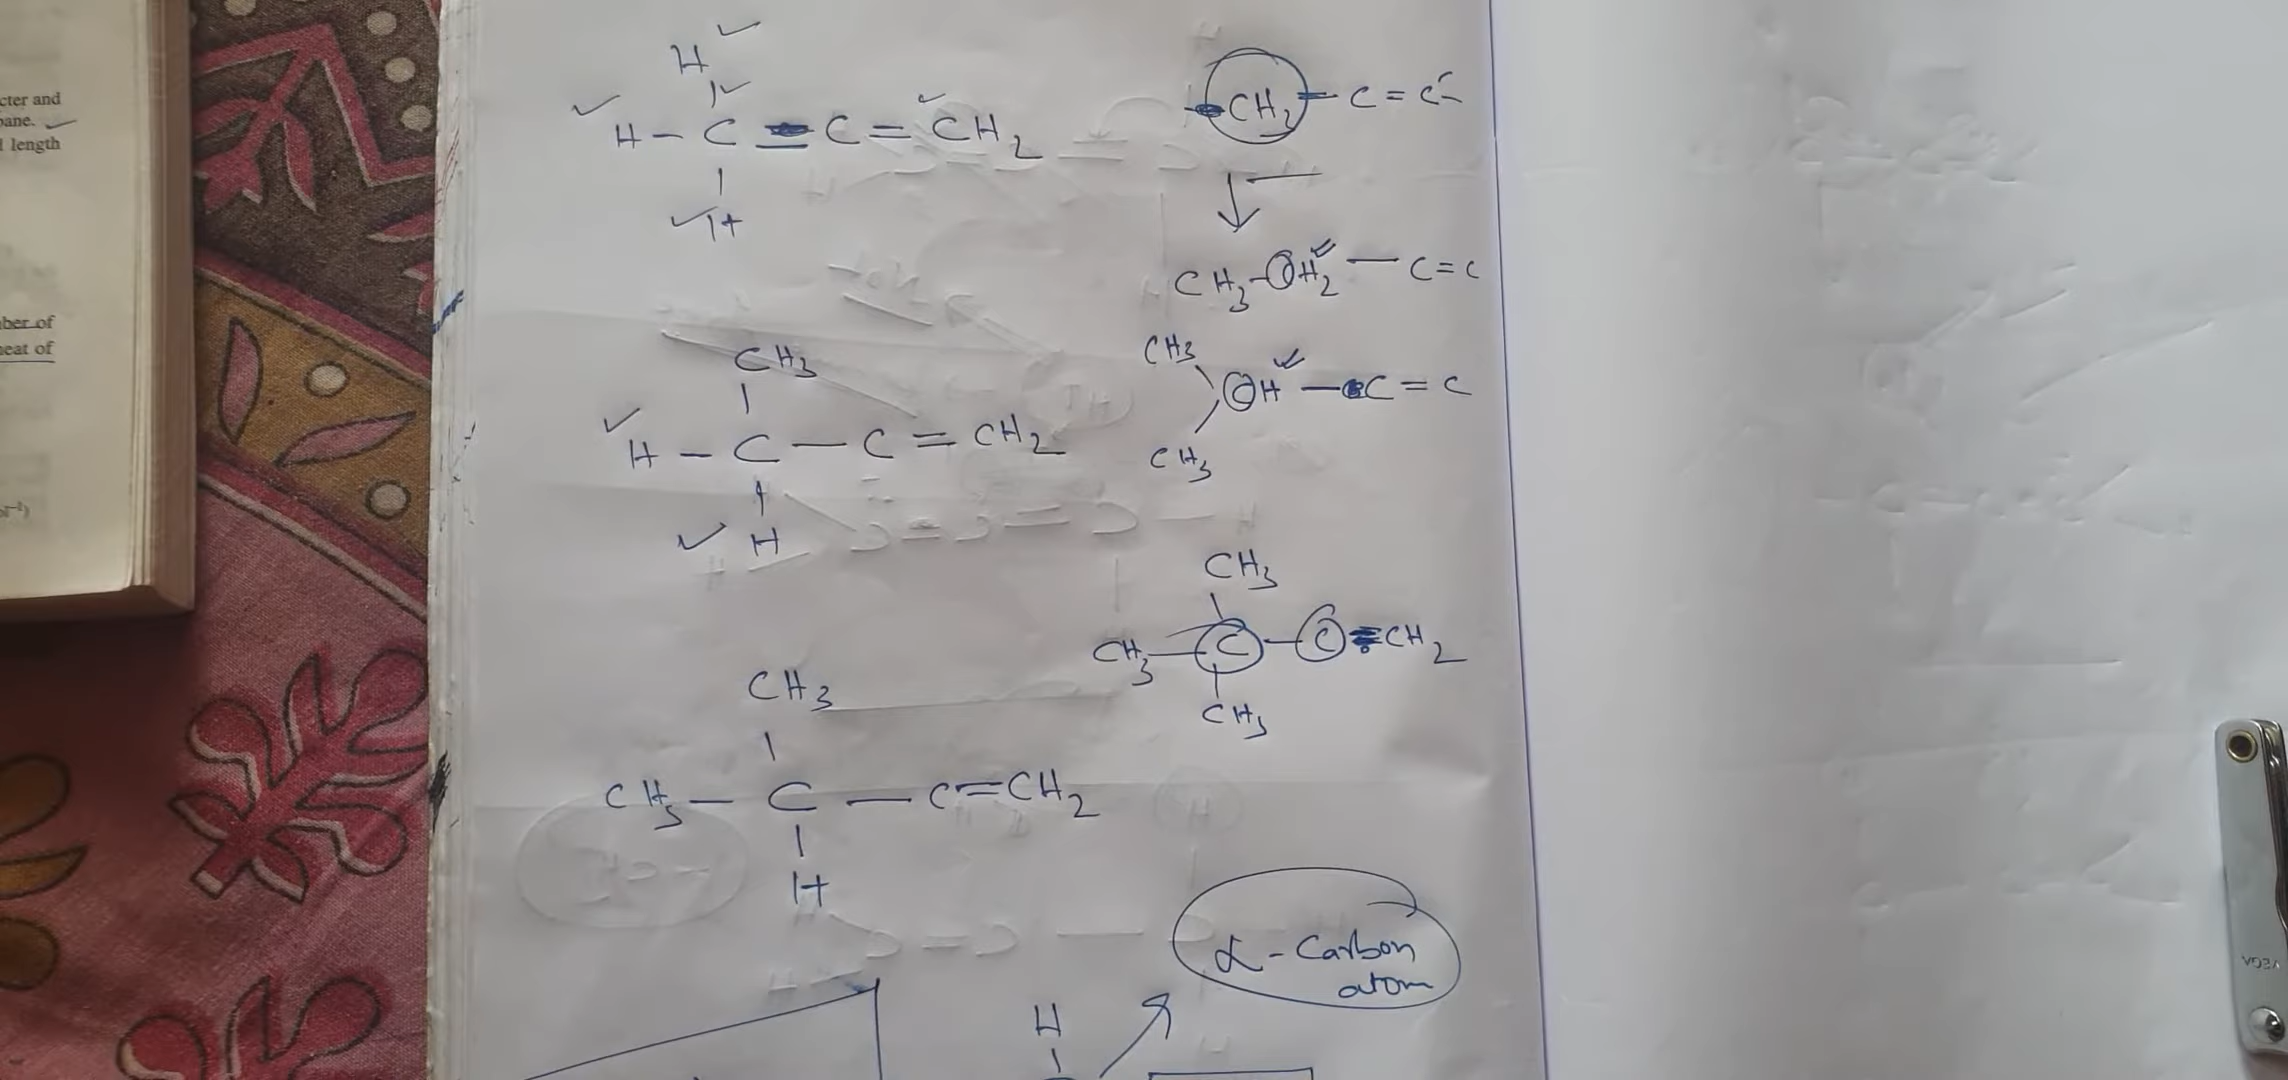 cter and
pane.
length
ber of
heat of
H
H - C = C = CH2
H
CH3
H - C - C = CH2
H
CH3
CH3 - C - C = CH2
H
CH2 - C = C
CH3 - CH2 - C = C
CH3
CH - C = C
CH3
CH3
CH3 - C - C = CH2
CH3
α - Carbon
atom
H
VEGA